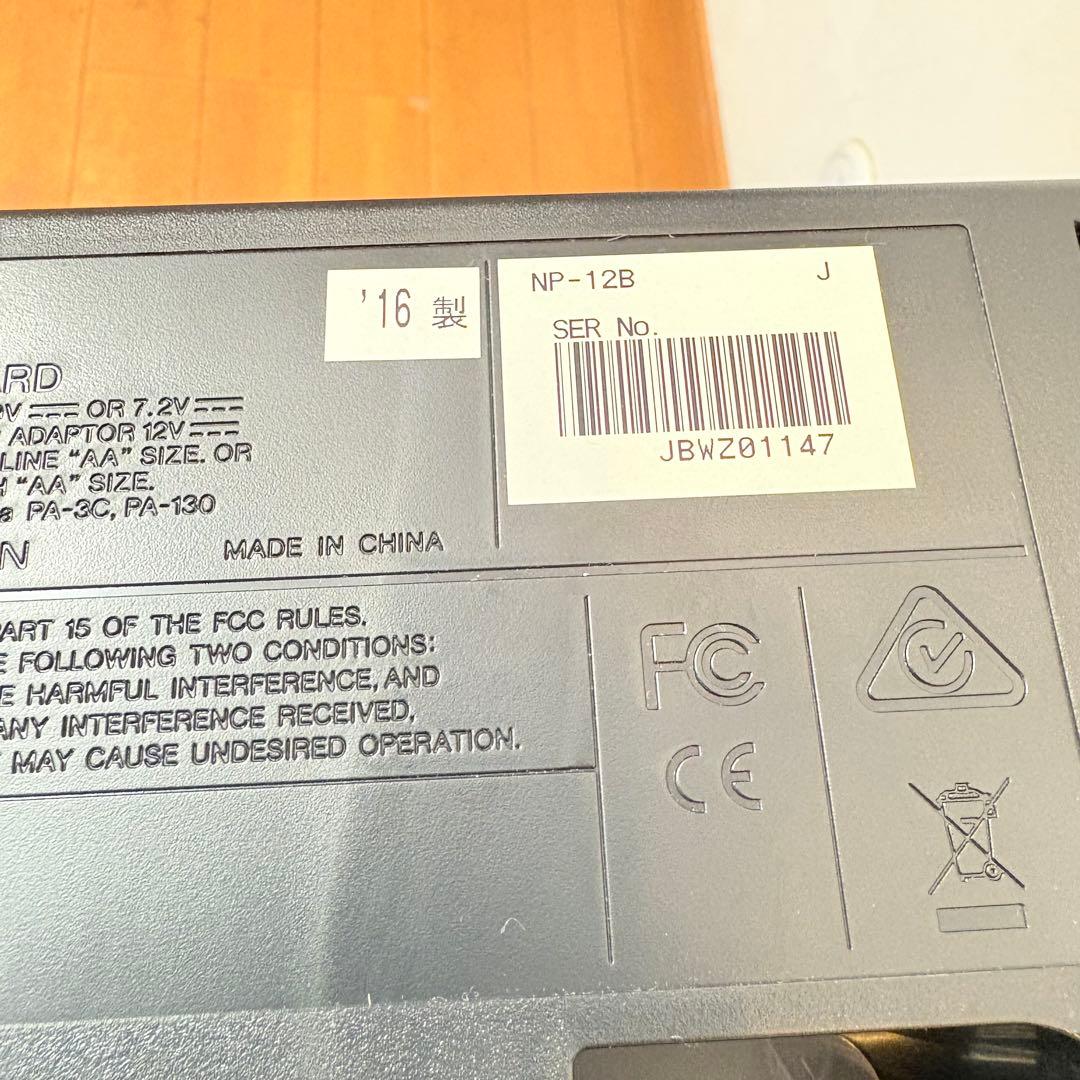 '16 製
NP-12B J
SER No.
JBWZ01147
ARD
V OR 7.2V
ADAPTOR 12V
LINE "AA" SIZE. OR
"AA" SIZE.
PA-3C, PA-130
MADE IN CHINA
PART 15 OF THE FCC RULES.
FOLLOWING TWO CONDITIONS:
HARMFUL INTERFERENCE, AND
ANY INTERFERENCE RECEIVED,
MAY CAUSE UNDESIRED OPERATION.
FC
CE